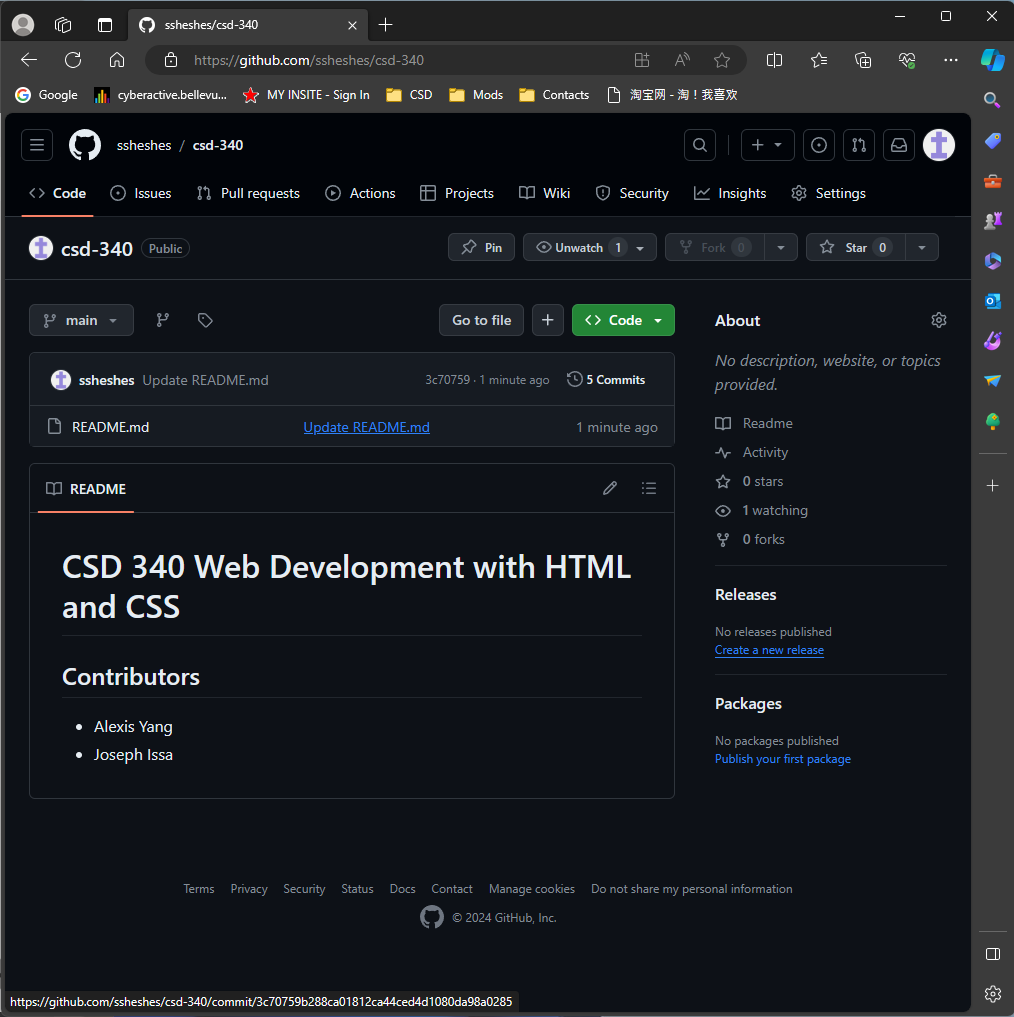 ssheshes/csd-340
https://github.com/ssheshes/csd-340
Google cyberactive.bellevu... MY INSITE - Sign In CSD Mods Contacts 淘宝网 - 淘！我喜欢
ssheshes / csd-340
Code Issues Pull requests Actions Projects Wiki Security Insights Settings
csd-340 Public Pin Unwatch 1 Fork 0 Star 0
main Go to file Code
About
No description, website, or topics
provided.
ssheshes Update README.md 3c70759 · 1 minute ago 5 Commits
README.md Update README.md 1 minute ago
Readme
Activity
0 stars
1 watching
0 forks
README
CSD 340 Web Development with HTML
and CSS
Contributors
Alexis Yang
Joseph Issa
Releases
No releases published
Create a new release
Packages
No packages published
Publish your first package
Terms Privacy Security Status Docs Contact Manage cookies Do not share my personal information
© 2024 GitHub, Inc.
https://github.com/ssheshes/csd-340/commit/3c70759b288ca01812ca44ced4d1080da98a0285